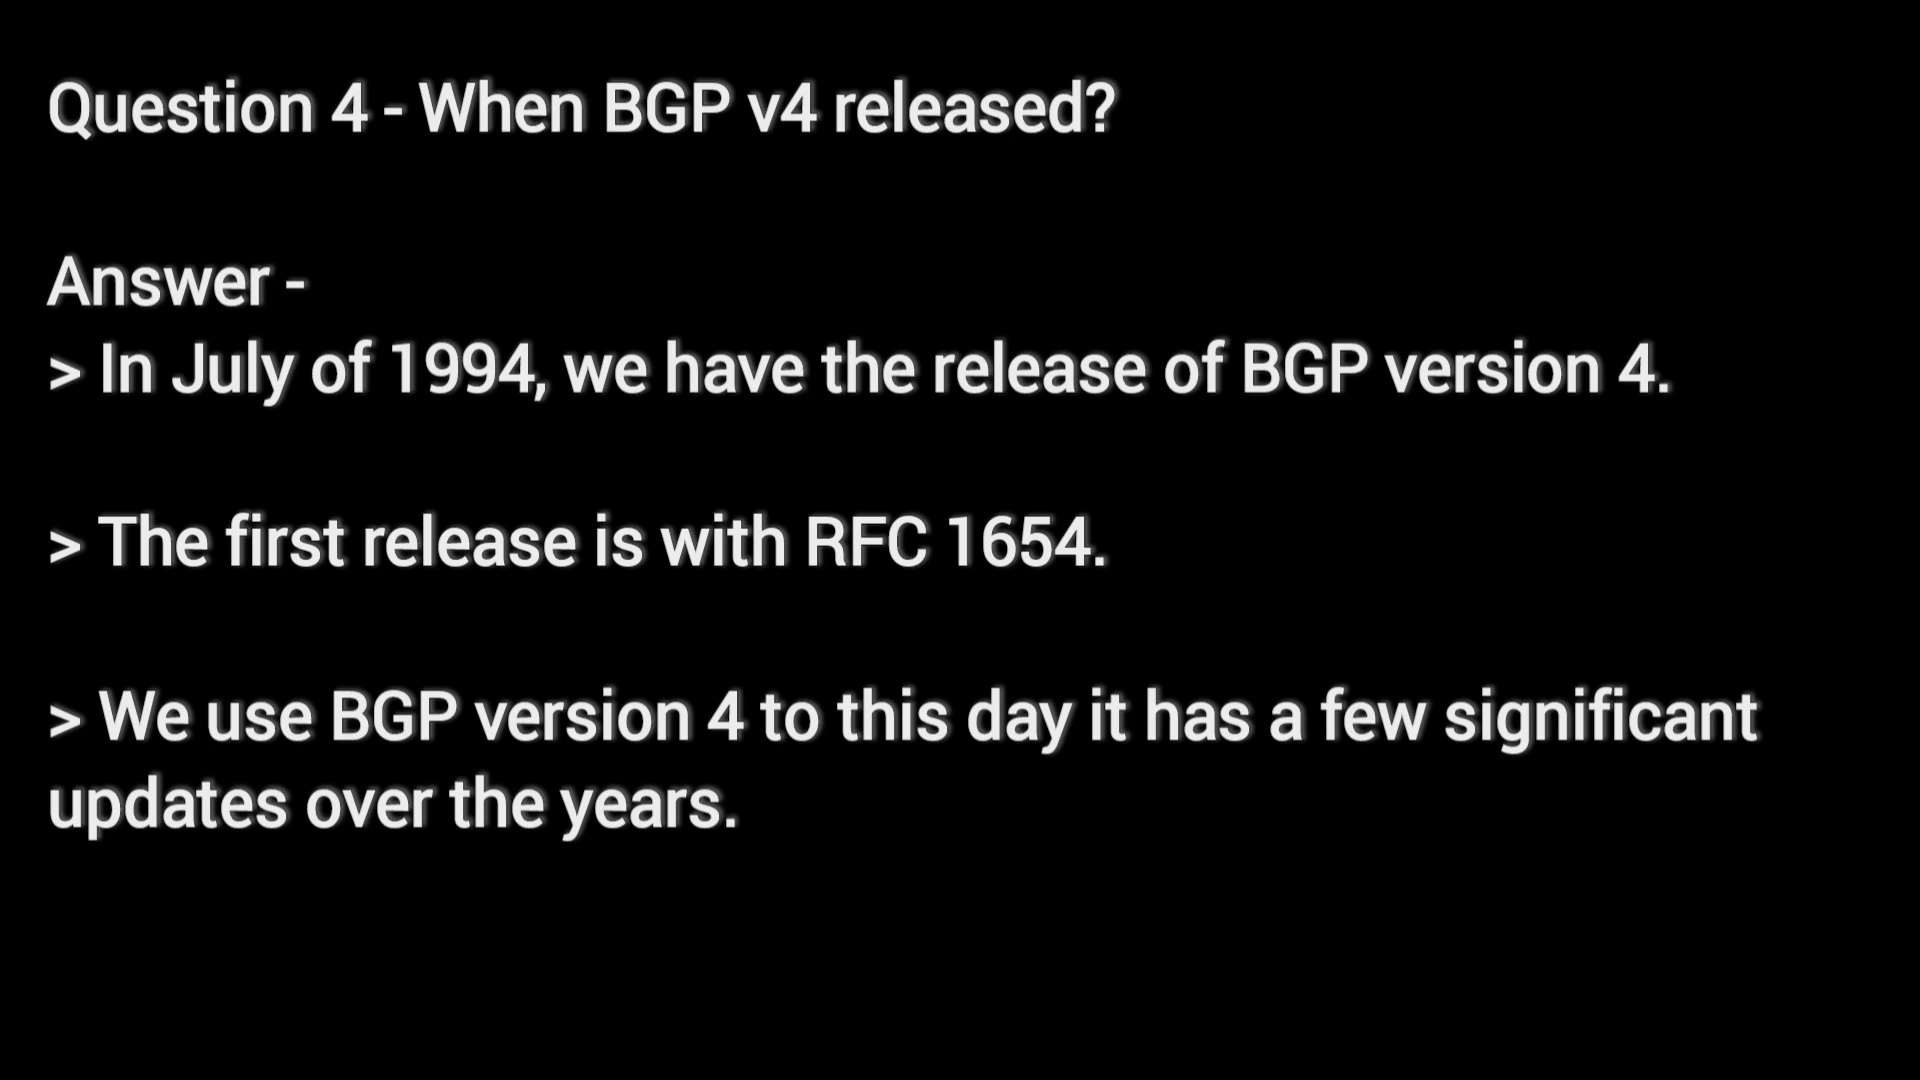 Question 4 - When BGP v4 released?
Answer -
> In July of 1994, we have the release of BGP version 4.
> The first release is with RFC 1654.
> We use BGP version 4 to this day it has a few significant
updates over the years.